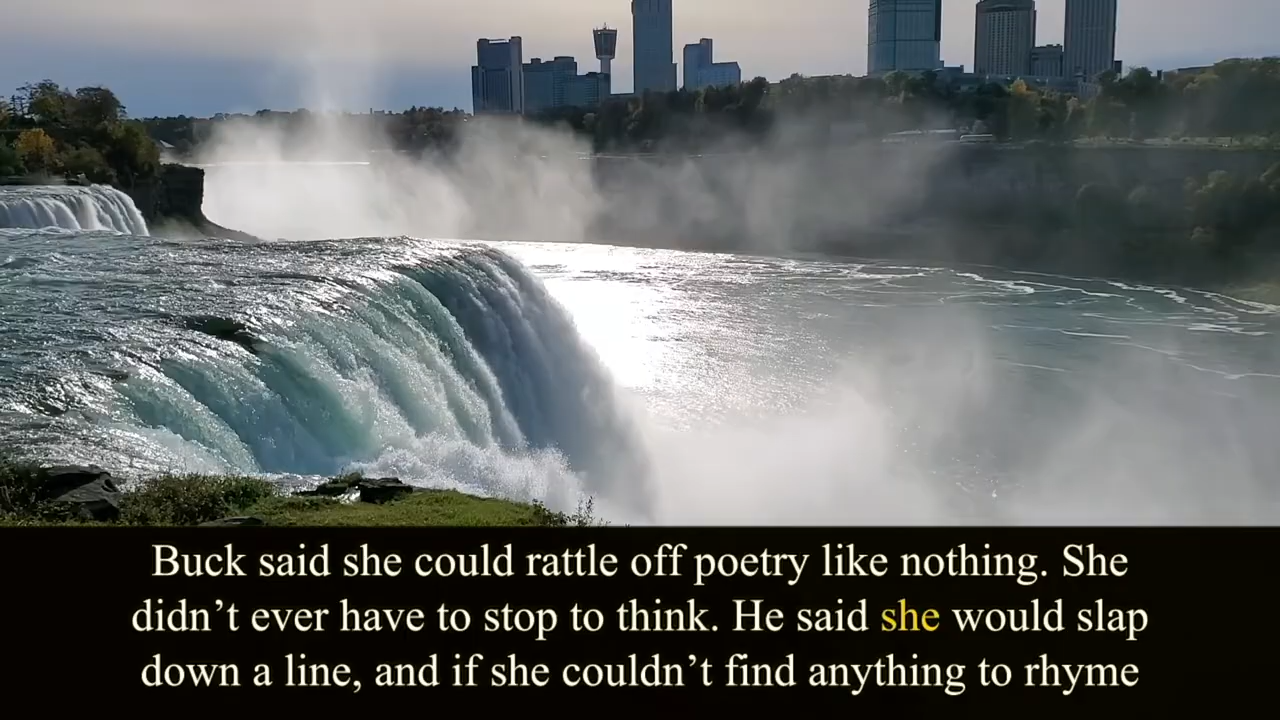 Buck said she could rattle off poetry like nothing. She
didn’t ever have to stop to think. He said she would slap
down a line, and if she couldn’t find anything to rhyme